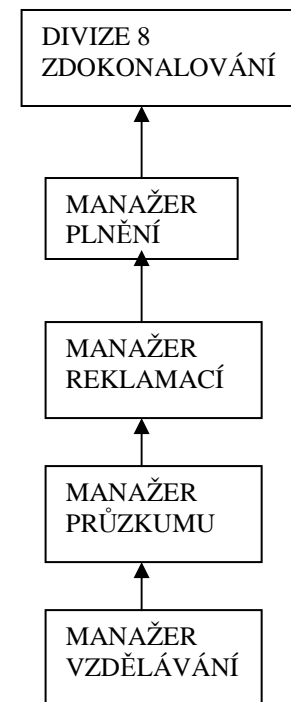 DIVIZE 8
ZDOKONALOVÁNÍ
MANAŽER
PLNĚNÍ
MANAŽER
REKLAMACÍ
MANAŽER
PRŮZKUMU
MANAŽER
VZDĚLÁVÁNÍ